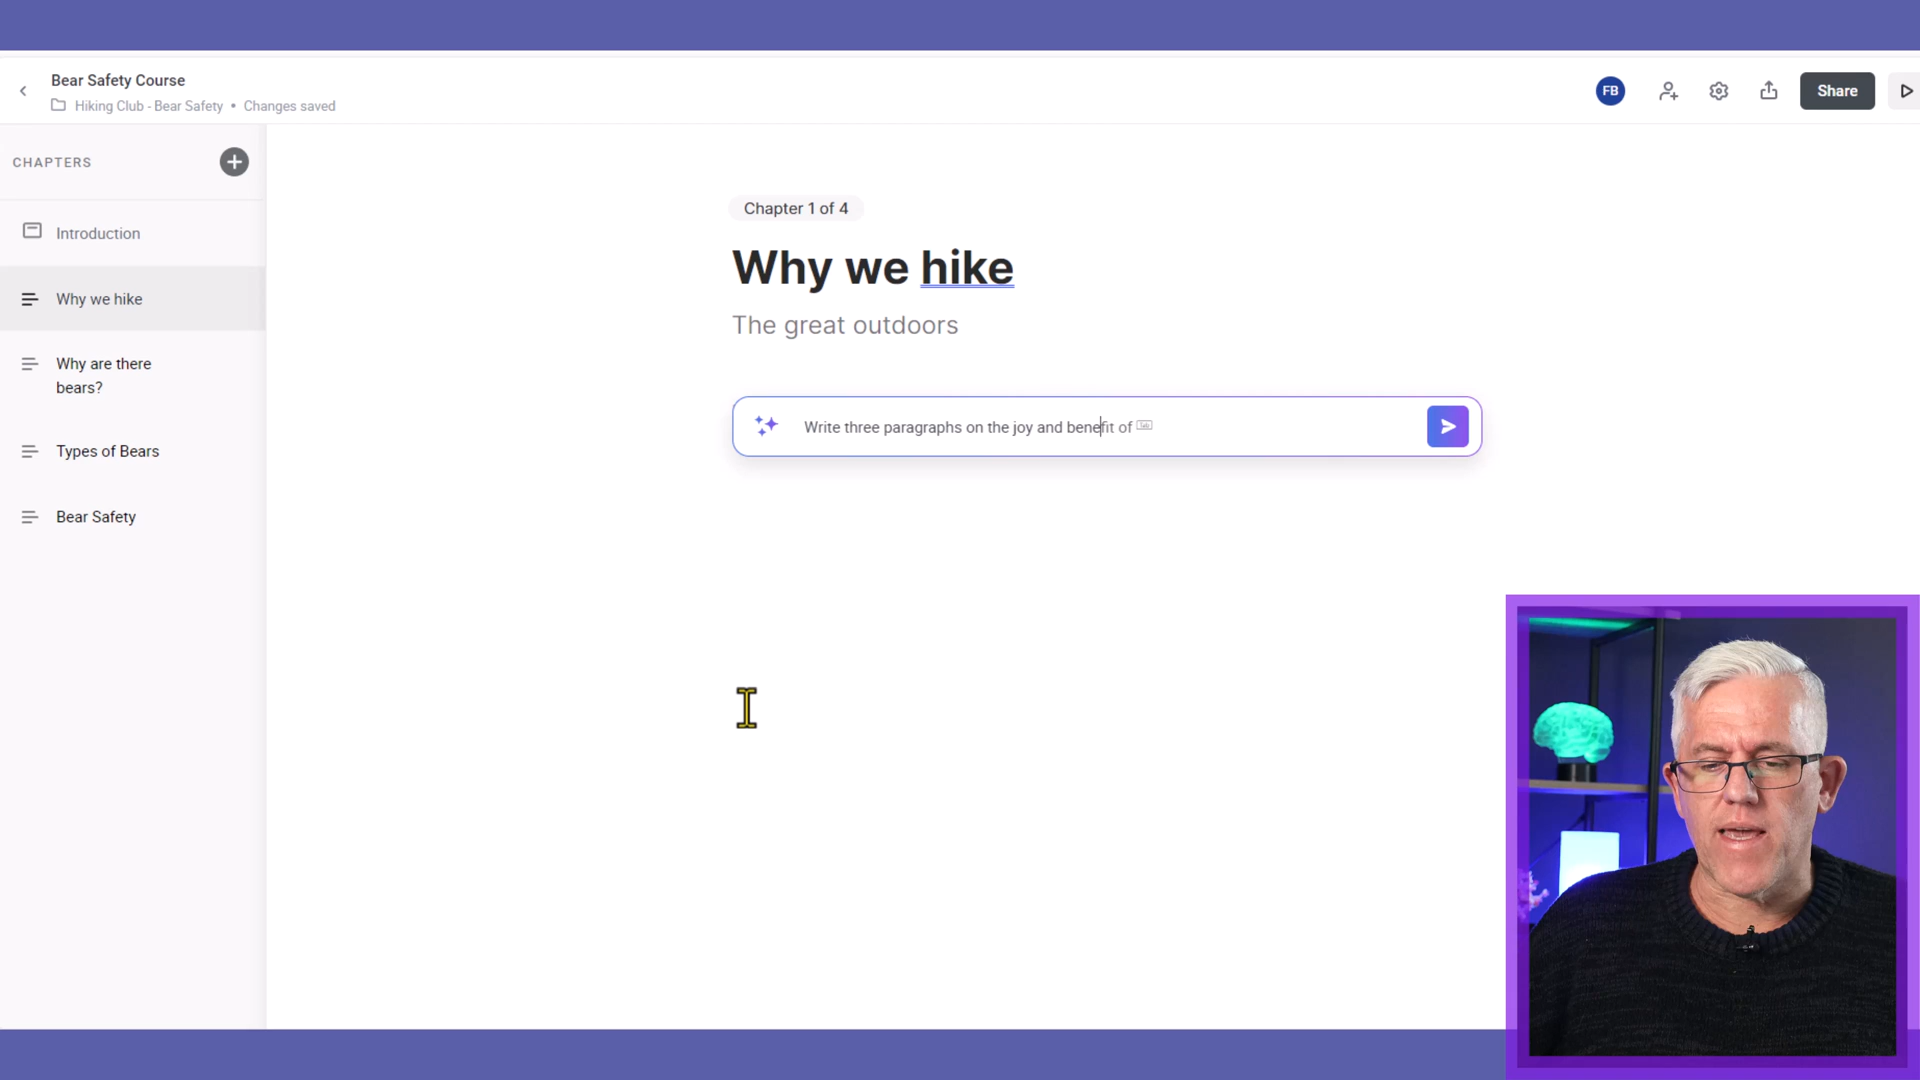 Bear Safety Course
Hiking Club - Bear Safety • Changes saved
FB
Share
CHAPTERS
Introduction
Why we hike
Why are there
bears?
Types of Bears
Bear Safety
Chapter 1 of 4
Why we hike
The great outdoors
Write three paragraphs on the joy and benefit of